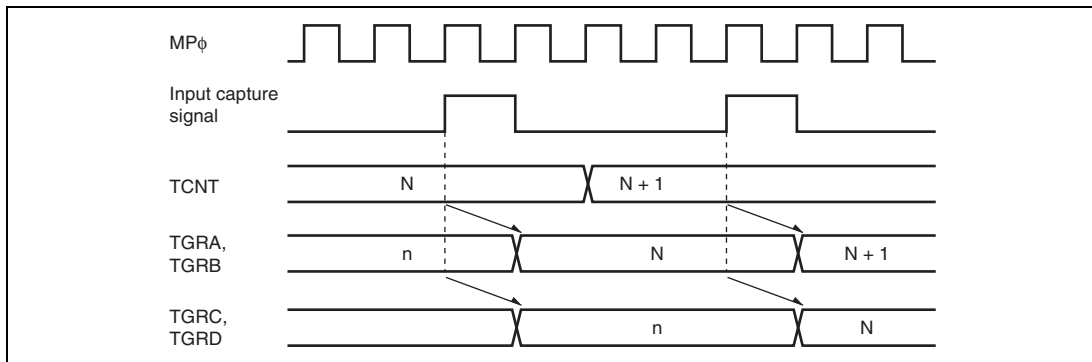 MPϕ
Input capture
signal
TCNT
N
N + 1
TGRA,
TGRB
n
N
N + 1
TGRC,
TGRD
n
N